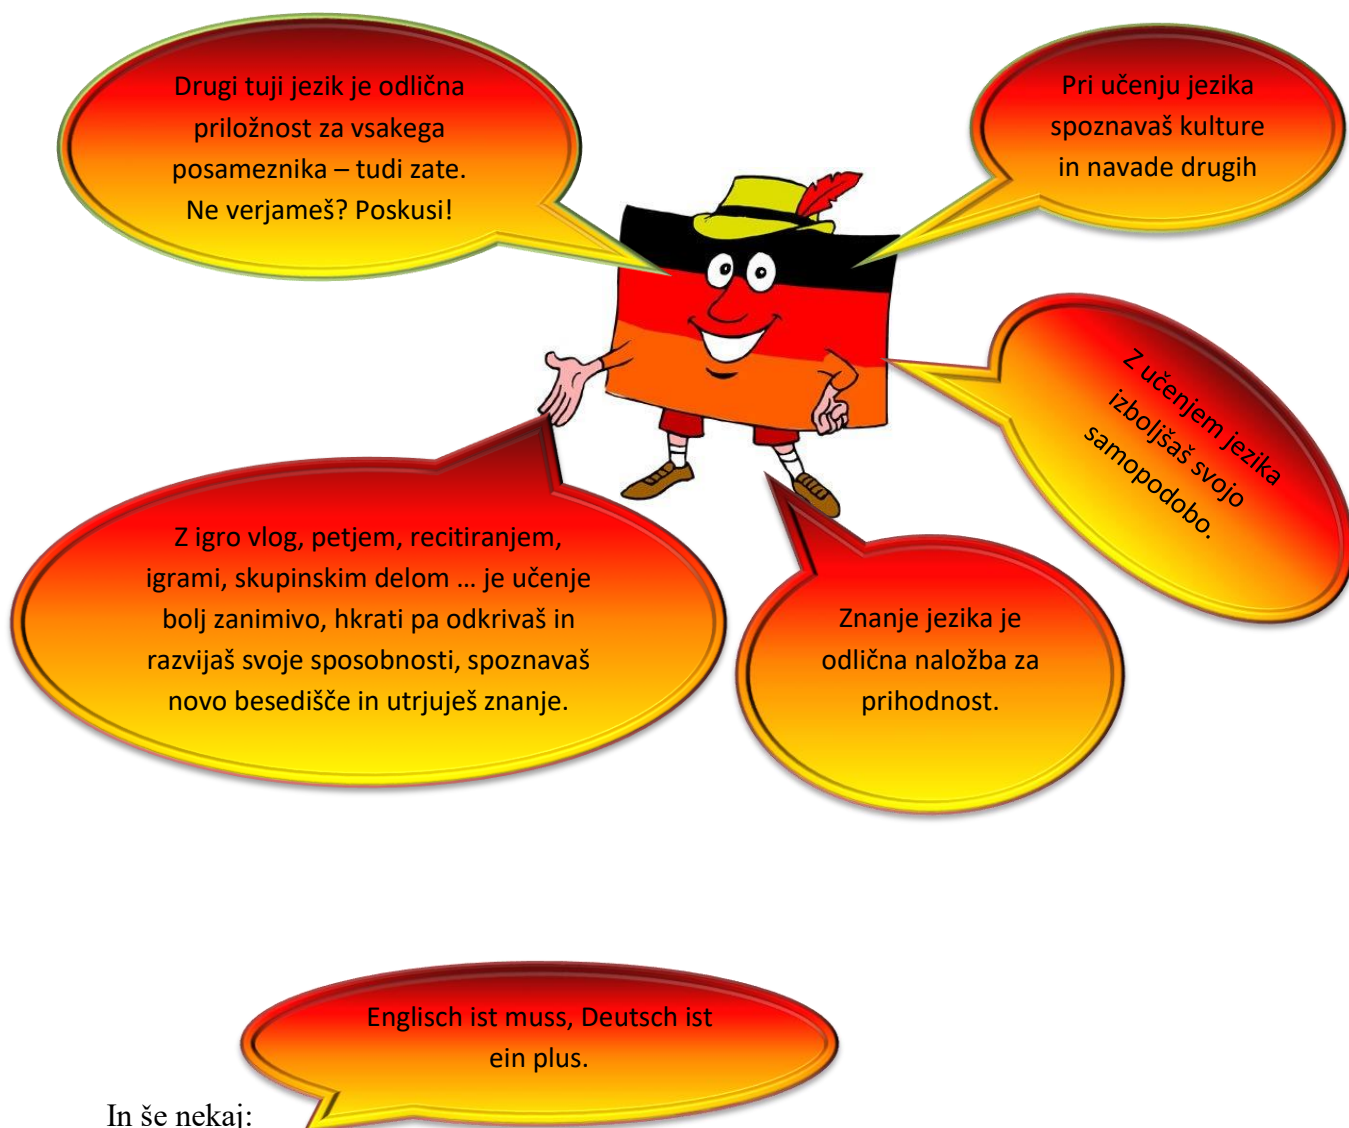 Drugi tuji jezik je odlična
priložnost za vsakega
posameznika – tudi zate.
Ne verjameš? Poskusi!
Pri učenju jezika
spoznavaš kulture
in navade drugih
Z učenjem jezika
izboljšaš svojo
samopodobo.
Z igro vlog, petjem, recitiranjem,
igrami, skupinskim delom … je učenje
bolj zanimivo, hkrati pa odkrivaš in
razvijaš svoje sposobnosti, spoznavaš
novo besedišče in utrjuješ znanje.
Znanje jezika je
odlična naložba za
prihodnost.
Englisch ist muss, Deutsch ist
ein plus.
In še nekaj: